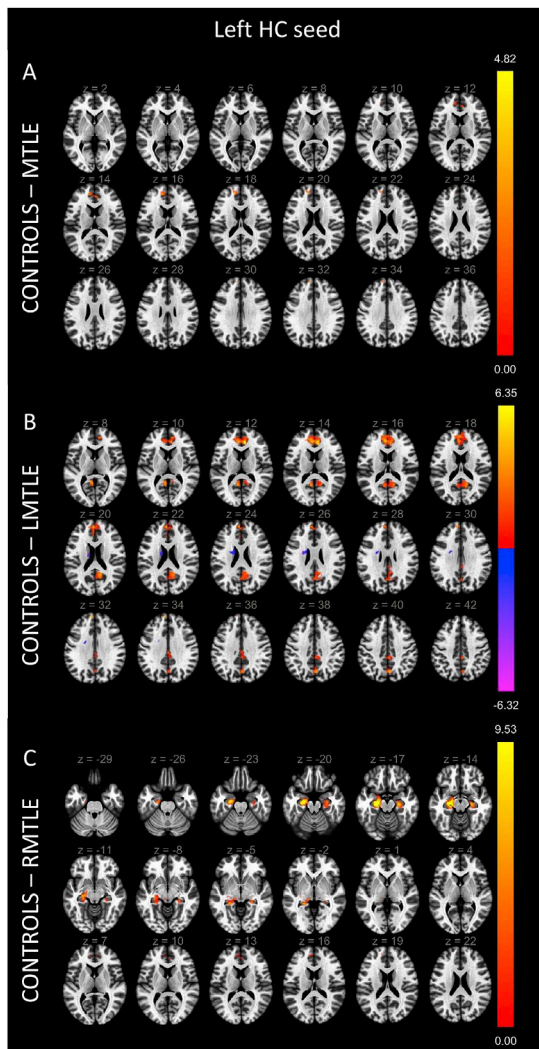 Left HC seed
A
CONTROLS – MTLE
4.82
z = 2 z = 4 z = 6 z = 8 z = 10 z = 12
z = 14 z = 16 z = 18 z = 20 z = 22 z = 24
z = 26 z = 28 z = 30 z = 32 z = 34 z = 36
0.00
B
CONTROLS – LMTLE
6.35
z = 8 z = 10 z = 12 z = 14 z = 16 z = 18
z = 20 z = 22 z = 24 z = 26 z = 28 z = 30
z = 32 z = 34 z = 36 z = 38 z = 40 z = 42
-6.32
C
CONTROLS – RMTLE
9.53
z = -29 z = -26 z = -23 z = -20 z = -17 z = -14
z = -11 z = -8 z = -5 z = -2 z = 1 z = 4
z = 7 z = 10 z = 13 z = 16 z = 19 z = 22
0.00